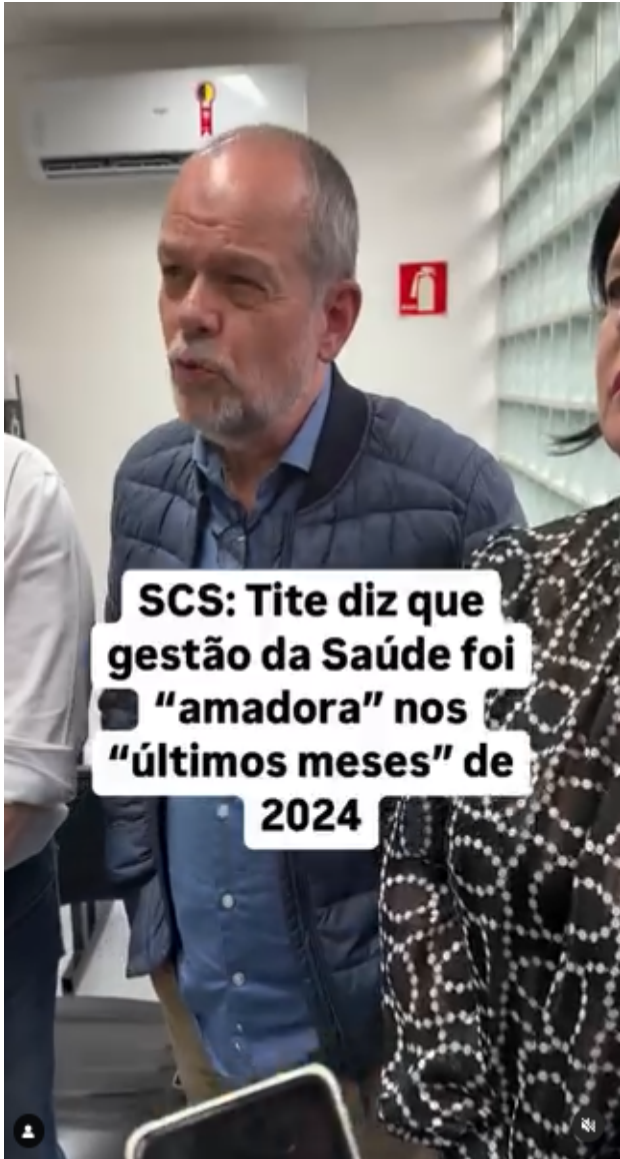 SCS: Tite diz que
gestão da Saúde foi
“amadora” nos
“últimos meses” de
2024